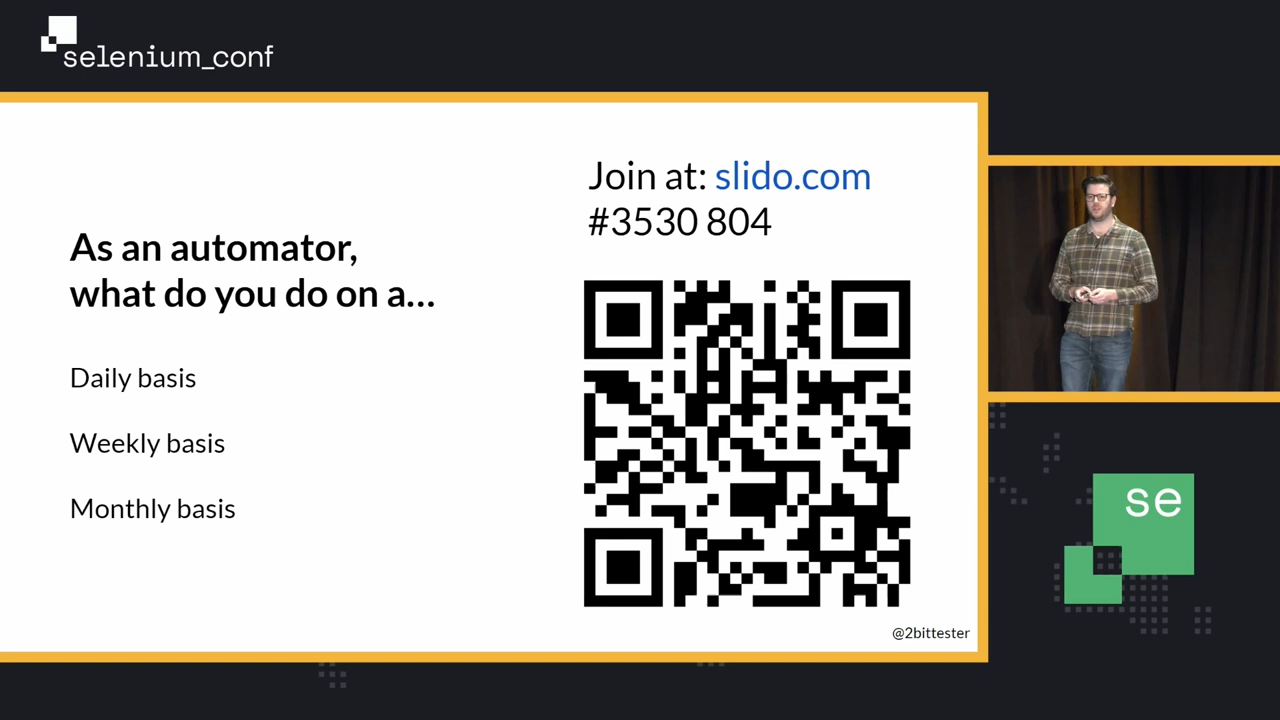 selenium_conf
As an automator,
what do you do on a...
Daily basis
Weekly basis
Monthly basis
Join at: slido.com
#3530 804
@2bittester
se